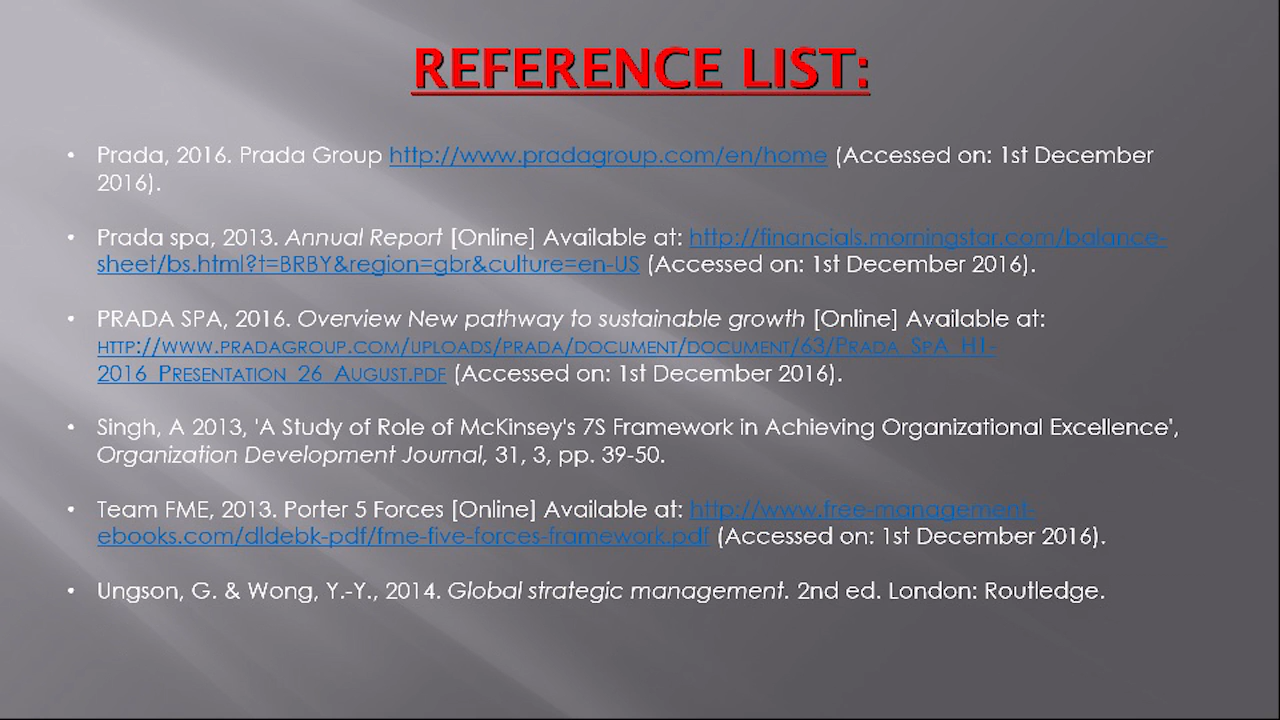 REFERENCE LIST:
• Prada, 2016. Prada Group http://www.pradagroup.com/en/home (Accessed on: 1st December
2016).
• Prada spa, 2013. Annual Report [Online] Available at: http://financials.morningstar.com/balance-
sheet/bs.html?t=BRBY&region=gbr&culture=en-US (Accessed on: 1st December 2016).
• PRADA SPA, 2016. Overview New pathway to sustainable growth [Online] Available at:
HTTP://WWW.PRADAGROUP.COM/UPLOADS/PRADA/DOCUMENT/DOCUMENT/63/PRADA_SPA_H1-
2016_PRESENTATION_26_AUGUST.PDF (Accessed on: 1st December 2016).
• Singh, A 2013, 'A Study of Role of McKinsey's 7S Framework in Achieving Organizational Excellence',
Organization Development Journal, 31, 3, pp. 39-50.
• Team FME, 2013. Porter 5 Forces [Online] Available at: http://www.free-management-
ebooks.com/dldebk-pdf/fme-five-forces-framework.pdf (Accessed on: 1st December 2016).
• Ungson, G. & Wong, Y.-Y., 2014. Global strategic management. 2nd ed. London: Routledge.